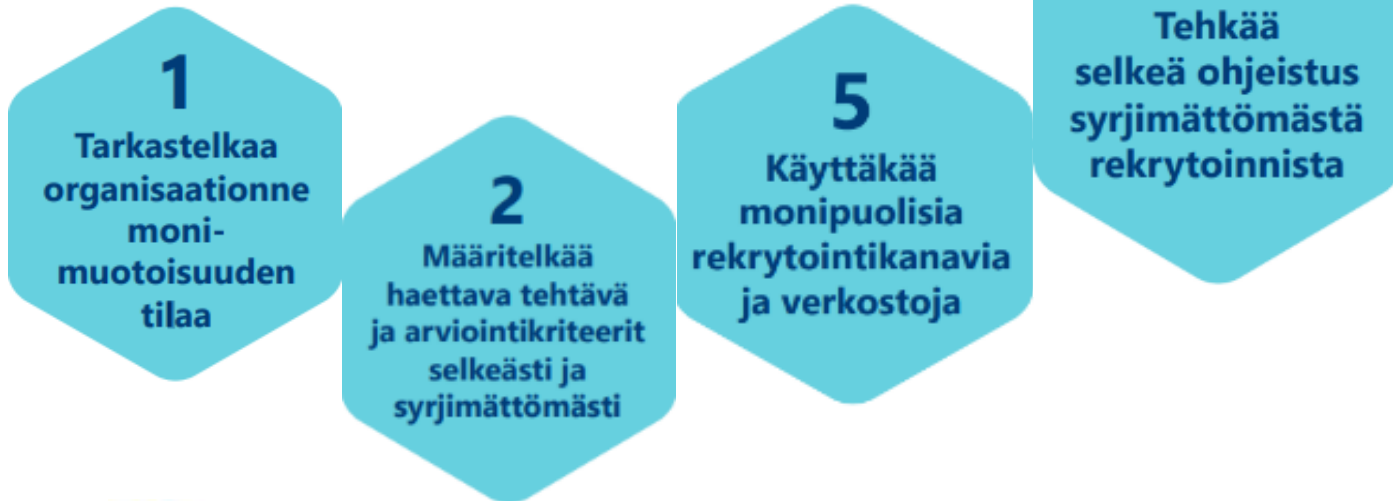 1
Tarkastelkaa
organisaationne
moni-
muotoisuuden
tilaa
2
Määritelkää
haettava tehtävä
ja arviointikriteerit
selkeästi ja
syrjimättömästi
5
Käyttäkää
monipuolisia
rekrytointikanavia
ja verkostoja
Tehkää
selkeä ohjeistus
syrjimättömästä
rekrytoinnista